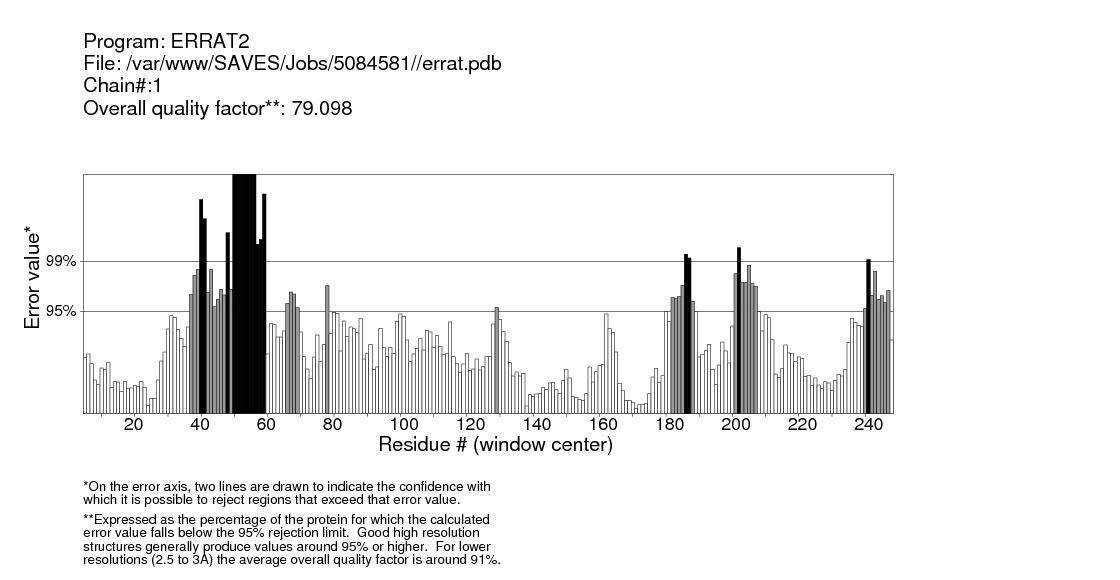 Program: ERRAT2
File: /var/www/SAVES/Jobs/5084581//errat.pdb
Chain#:1
Overall quality factor**: 79.098
Error value*
99%
95%
20 40 60 80 100 120 140 160 180 200 220 240
Residue # (window center)
*On the error axis, two lines are drawn to indicate the confidence with
which it is possible to reject regions that exceed that error value.
**Expressed as the percentage of the protein for which the calculated
error value falls below the 95% rejection limit.  Good high resolution
structures generally produce values around 95% or higher.  For lower
resolutions (2.5 to 3A) the average overall quality factor is around 91%.